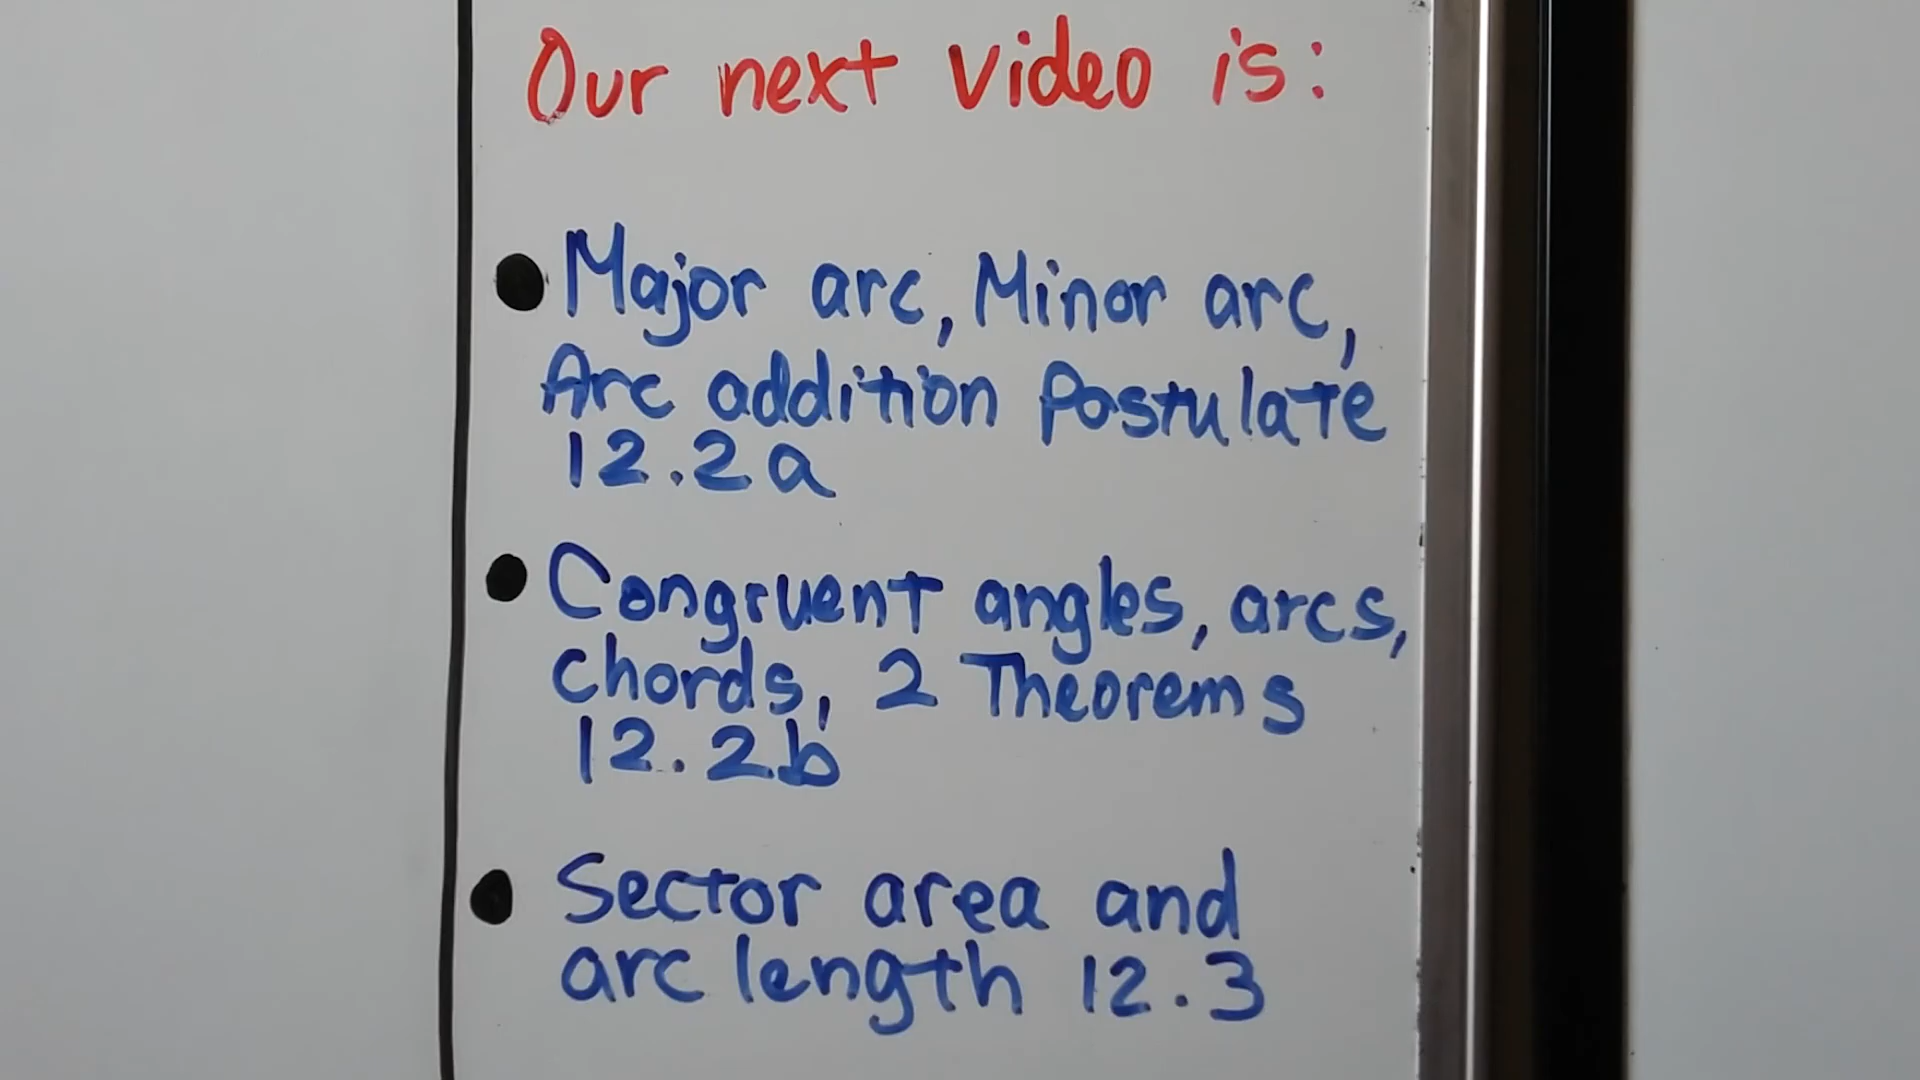 Our next video is:
• Major arc, Minor arc,
Arc addition Postulate
12.2a
• Congruent angles, arcs,
chords, 2 Theorems
12.2b
• Sector area and
arc length 12.3